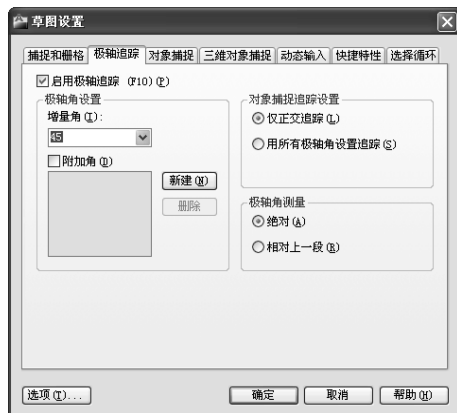 草图设置
捕捉和栅格 极轴追踪 对象捕捉 三维对象捕捉 动态输入 快捷特性 选择循环
启用极轴追踪 (F10)(P)
极轴角设置
增量角(I):
45
附加角(D)
新建(N)
删除
对象捕捉追踪设置
仅正交追踪(L)
用所有极轴角设置追踪(S)
极轴角测量
绝对(A)
相对上一段(R)
选项(T)... 确定 取消 帮助(H)